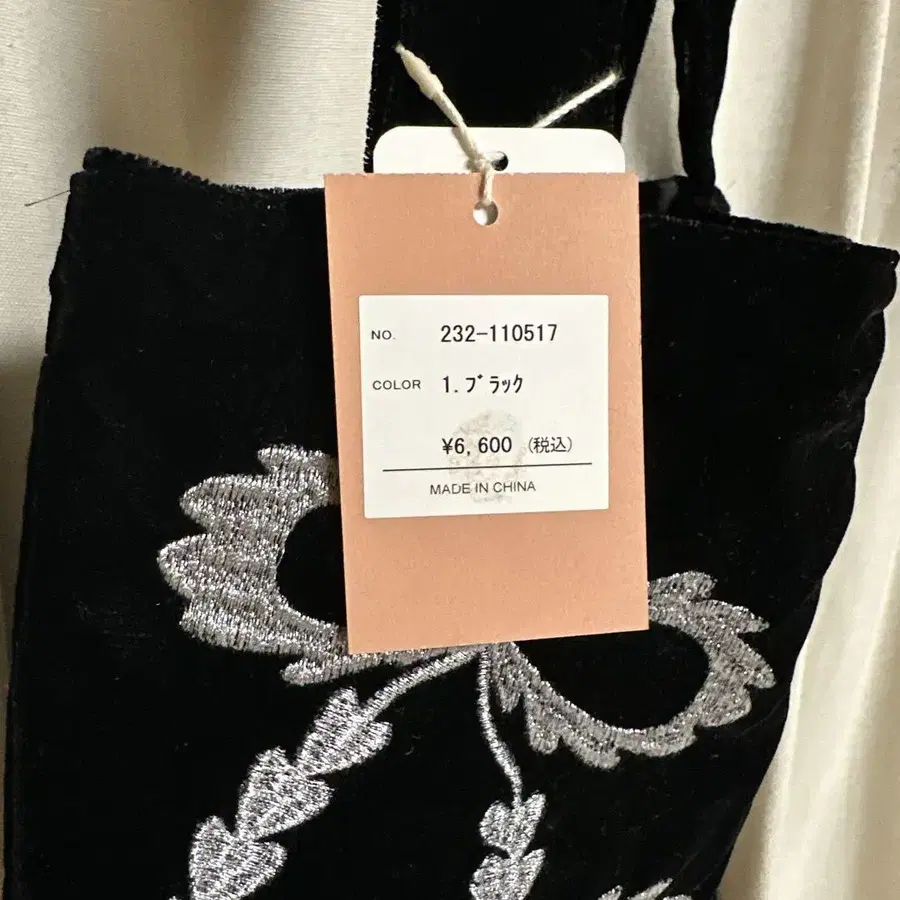 NO. 232-110517
COLOR 1.ﾌﾞﾗｯｸ
¥6,600 (税込)
MADE IN CHINA